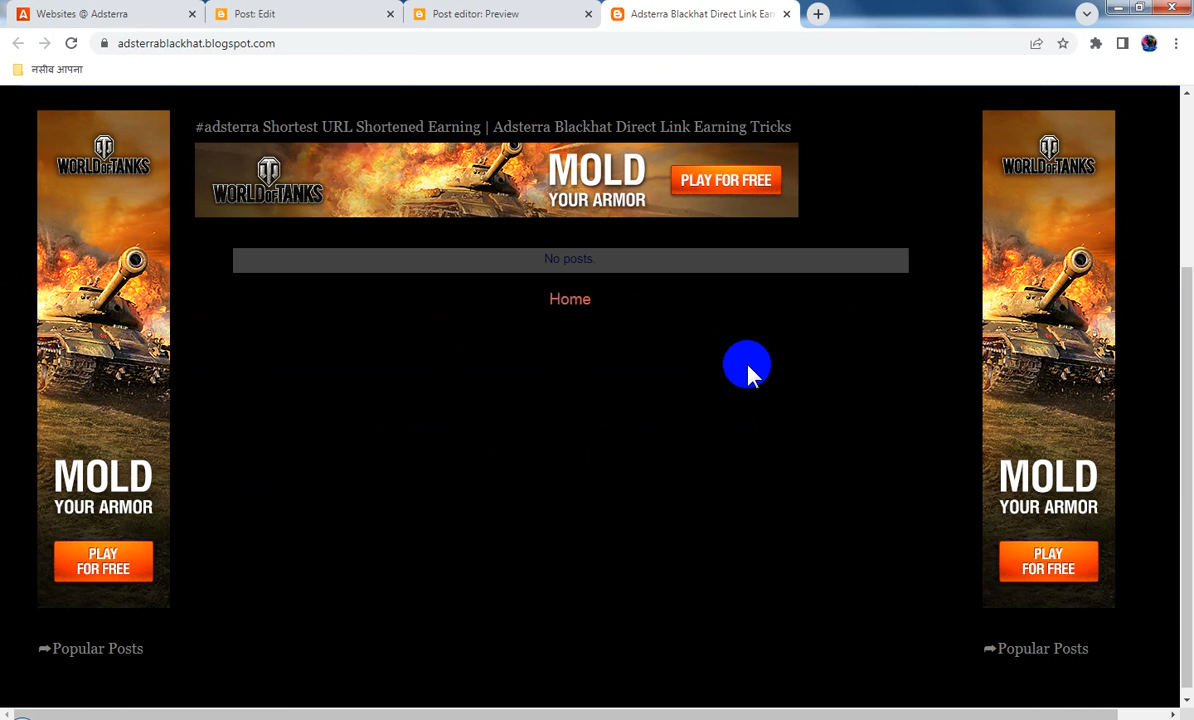 Websites @ Adsterra
Post: Edit
Post editor: Preview
Adsterra Blackhat Direct Link Ear
adsterrablackhat.blogspot.com
नसीब आपना
#adsterra Shortest URL Shortened Earning | Adsterra Blackhat Direct Link Earning Tricks
WORLD OF TANKS
MOLD
YOUR ARMOR
PLAY FOR FREE
WORLD OF TANKS
MOLD
YOUR ARMOR
PLAY
FOR FREE
WORLD OF TANKS
MOLD
YOUR ARMOR
PLAY
FOR FREE
No posts.
Home
➦Popular Posts
➦Popular Posts